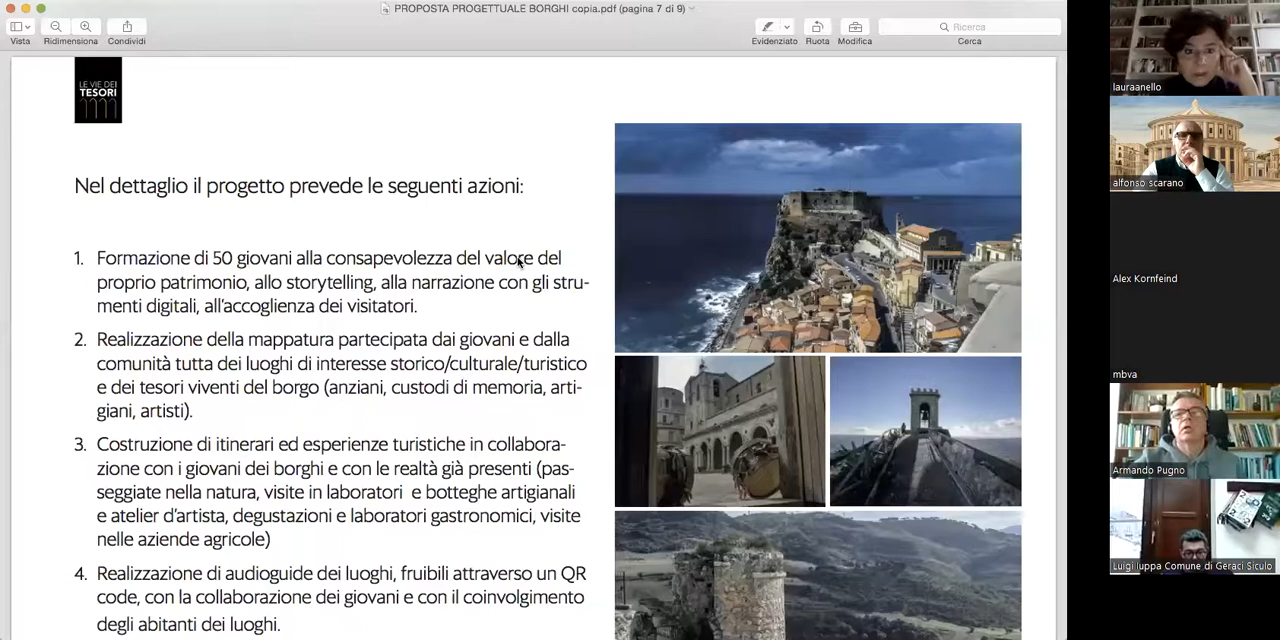 PROPOSTA PROGETTUALE BORGHI copia.pdf (pagina 7 di 9)
Vista
Ridimensiona
Condividi
Evidenziato
Ruota
Modifica
Ricerca
Cerca
LE VIE DEI
TESORI
Nel dettaglio il progetto prevede le seguenti azioni:
1. Formazione di 50 giovani alla consapevolezza del valore del
proprio patrimonio, allo storytelling, alla narrazione con gli stru-
menti digitali, all'accoglienza dei visitatori.
2. Realizzazione della mappatura partecipata dai giovani e dalla
comunità tutta dei luoghi di interesse storico/culturale/turistico
e dei tesori viventi del borgo (anziani, custodi di memoria, arti-
giani, artisti).
3. Costruzione di itinerari ed esperienze turistiche in collabora-
zione con i giovani dei borghi e con le realtà già presenti (pas-
seggiate nella natura, visite in laboratori e botteghe artigianali
e atelier d'artista, degustazioni e laboratori gastronomici, visite
nelle aziende agricole)
4. Realizzazione di audioguide dei luoghi, fruibili attraverso un QR
code, con la collaborazione dei giovani e con il coinvolgimento
degli abitanti dei luoghi.
lauraanello
alfonso scarano
Alex Kornfeind
mbva
Armando Pugno
Luigi Iuppa Comune di Geraci Siculo